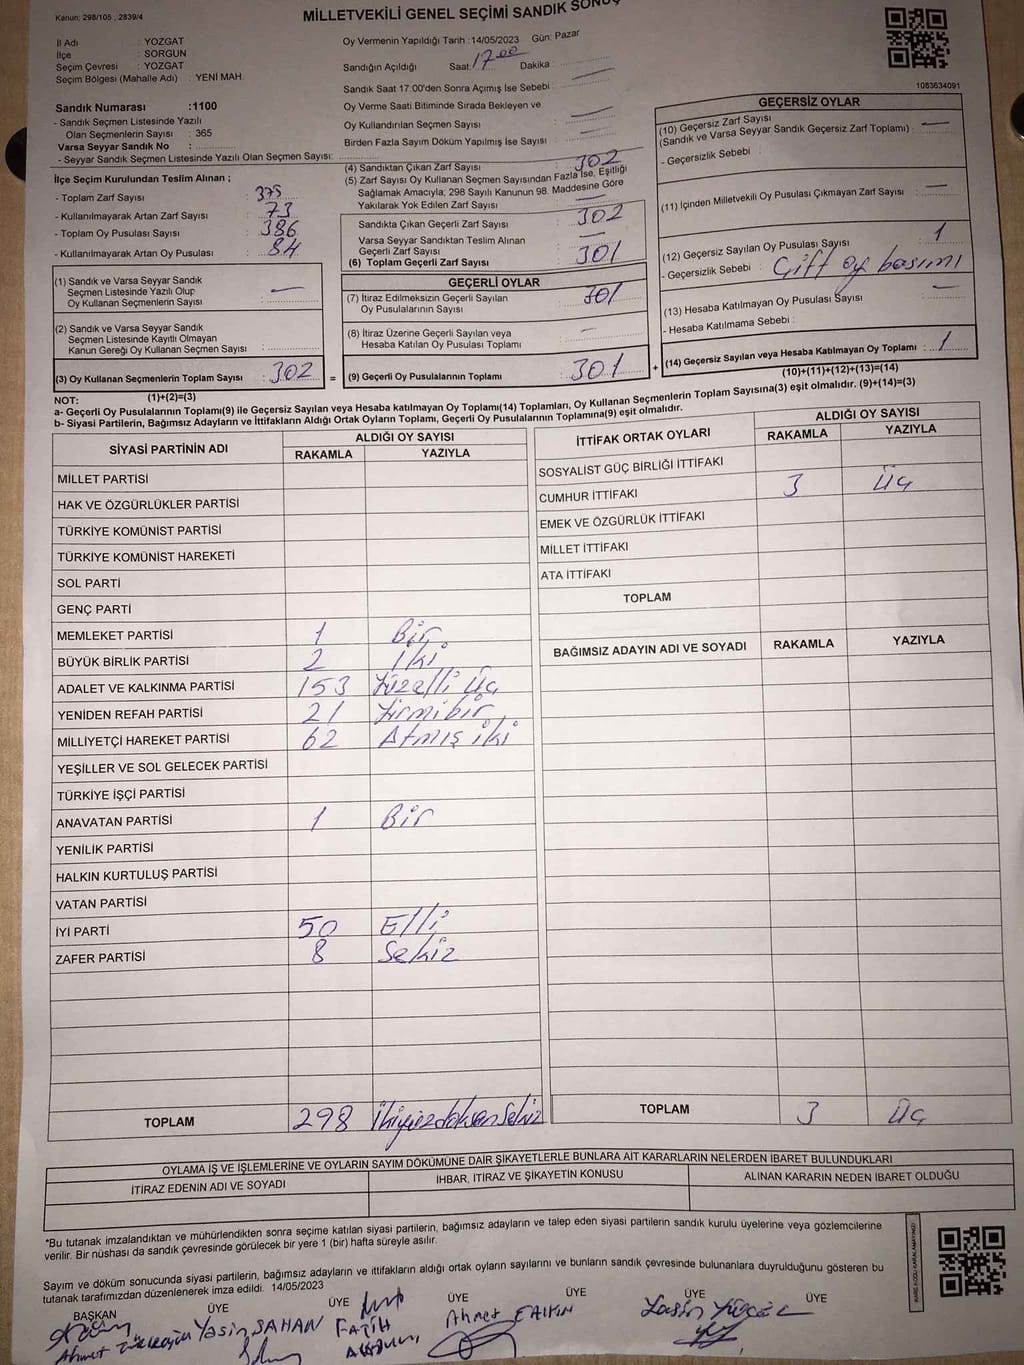 Kanun: 298/105 , 2839/4
MİLLETVEKİLİ GENEL SEÇİMİ SANDIK SONUÇ
İl Adı : YOZGAT
İlçe : SORGUN
Seçim Çevresi : YOZGAT
Seçim Bölgesi (Mahalle Adı) : YENİ MAH.
Sandık Numarası :1100
- Sandık Seçmen Listesinde Yazılı
Olan Seçmenlerin Sayısı : 365
Varsa Seyyar Sandık No :
- Seyyar Sandık Seçmen Listesinde Yazılı Olan Seçmen Sayısı:
Oy Vermenin Yapıldığı Tarih :14/05/2023 Gün: Pazar
Sandığın Açıldığı Saat 17.00 Dakika :
Sandık Saat 17:00'den Sonra Açımış İse Sebebi :
Oy Verme Saati Bitiminde Sırada Bekleyen ve
Oy Kullandırılan Seçmen Sayısı :
Birden Fazla Sayım Döküm Yapılmış İse Sayısı :
1083634091
İlçe Seçim Kurulundan Teslim Alınan ;
- Toplam Zarf Sayısı : 375
- Kullanılmayarak Artan Zarf Sayısı : 73
- Toplam Oy Pusulası Sayısı : 386
- Kullanılmayarak Artan Oy Pusulası : 84
(1) Sandık ve Varsa Seyyar Sandık
Seçmen Listesinde Yazılı Olup
Oy Kullanan Seçmenlerin Sayısı : —
(2) Sandık ve Varsa Seyyar Sandık
Seçmen Listesinde Kayıtlı Olmayan
Kanun Gereği Oy Kullanan Seçmen Sayısı :
(3) Oy Kullanan Seçmenlerin Toplam Sayısı : 302
(4) Sandıktan Çıkan Zarf Sayısı : 302
(5) Zarf Sayısı Oy Kullanan Seçmen Sayısından Fazla İse, Eşitliği
Sağlamak Amacıyla; 298 Sayılı Kanunun 98. Maddesine Göre
Yakılarak Yok Edilen Zarf Sayısı : —
Sandıkta Çıkan Geçerli Zarf Sayısı : 302
Varsa Seyyar Sandıktan Teslim Alınan
Geçerli Zarf Sayısı : —
(6) Toplam Geçerli Zarf Sayısı : 301
GEÇERLİ OYLAR
(7) İtiraz Edilmeksizin Geçerli Sayılan
Oy Pusulalarının Sayısı : 301
(8) İtiraz Üzerine Geçerli Sayılan veya
Hesaba Katılan Oy Pusulası Toplamı : —
= (9) Geçerli Oy Pusulalarının Toplamı : 301
GEÇERSİZ OYLAR
(10) Geçersiz Zarf Sayısı
(Sandık ve Varsa Seyyar Sandık Geçersiz Zarf Toplamı) : —
- Geçersizlik Sebebi :
(11) İçinden Milletvekili Oy Pusulası Çıkmayan Zarf Sayısı : —
(12) Geçersiz Sayılan Oy Pusulası Sayısı : 1
- Geçersizlik Sebebi : Çift oy basımı
(13) Hesaba Katılmayan Oy Pusulası Sayısı : —
- Hesaba Katılmama Sebebi :
+ (14) Geçersiz Sayılan veya Hesaba Katılmayan Oy Toplamı : 1
NOT: (1)+(2)=(3) (10)+(11)+(12)+(13)=(14)
a- Geçerli Oy Pusulalarının Toplamı(9) ile Geçersiz Sayılan veya Hesaba katılmayan Oy Toplamı(14) Toplamları, Oy Kullanan Seçmenlerin Toplam Sayısına(3) eşit olmalıdır. (9)+(14)=(3)
b- Siyasi Partilerin, Bağımsız Adayların ve İttifakların Aldığı Ortak Oyların Toplamı, Geçerli Oy Pusulalarının Toplamına(9) eşit olmalıdır.
SİYASİ PARTİNİN ADI ALDIĞI OY SAYISI
RAKAMLA YAZIYLA
MİLLET PARTİSİ
HAK VE ÖZGÜRLÜKLER PARTİSİ
TÜRKİYE KOMÜNİST PARTİSİ
TÜRKİYE KOMÜNİST HAREKETİ
SOL PARTİ
GENÇ PARTİ
MEMLEKET PARTİSİ 1 Bir
BÜYÜK BİRLİK PARTİSİ 2 İki
ADALET VE KALKINMA PARTİSİ 153 Yüzelli üç
YENİDEN REFAH PARTİSİ 21 Yirmibir
MİLLİYETÇİ HAREKET PARTİSİ 62 Atmış iki
YEŞİLLER VE SOL GELECEK PARTİSİ
TÜRKİYE İŞÇİ PARTİSİ
ANAVATAN PARTİSİ 1 Bir
YENİLİK PARTİSİ
HALKIN KURTULUŞ PARTİSİ
VATAN PARTİSİ
İYİ PARTİ 50 Elli
ZAFER PARTİSİ 8 Sekiz
TOPLAM 298 İkiyüzdoksansekiz
İTTİFAK ORTAK OYLARI ALDIĞI OY SAYISI
RAKAMLA YAZIYLA
SOSYALİST GÜÇ BİRLİĞİ İTTİFAKI
CUMHUR İTTİFAKI 3 Üç
EMEK VE ÖZGÜRLÜK İTTİFAKI
MİLLET İTTİFAKI
ATA İTTİFAKI
TOPLAM
BAĞIMSIZ ADAYIN ADI VE SOYADI RAKAMLA YAZIYLA
TOPLAM 3 Üç
OYLAMA İŞ VE İŞLEMLERİNE VE OYLARIN SAYIM DÖKÜMÜNE DAİR ŞİKAYETLERLE BUNLARA AİT KARARLARIN NELERDEN İBARET BULUNDUKLARI
İTİRAZ EDENİN ADI VE SOYADI İHBAR, İTİRAZ VE ŞİKAYETİN KONUSU ALINAN KARARIN NEDEN İBARET OLDUĞU
*Bu tutanak imzalandıktan ve mühürlendikten sonra seçime katılan siyasi partilerin, bağımsız adayların ve talep eden siyasi partilerin sandık kurulu üyelerine veya gözlemcilerine
verilir. Bir nüshası da sandık çevresinde görülecek bir yere 1 (bir) hafta süreyle asılır.
Sayım ve döküm sonucunda siyasi partilerin, bağımsız adayların ve ittifakların aldığı ortak oyların sayılarını ve bunların sandık çevresinde bulunanlara duyrulduğunu gösteren bu
tutanak tarafımızdan düzenlenerek imza edildi. 14/05/2023
BAŞKAN ÜYE ÜYE ÜYE ÜYE ÜYE
Ahmet Yasin ŞAHAN FATİH Ahmet Yasin Yücel